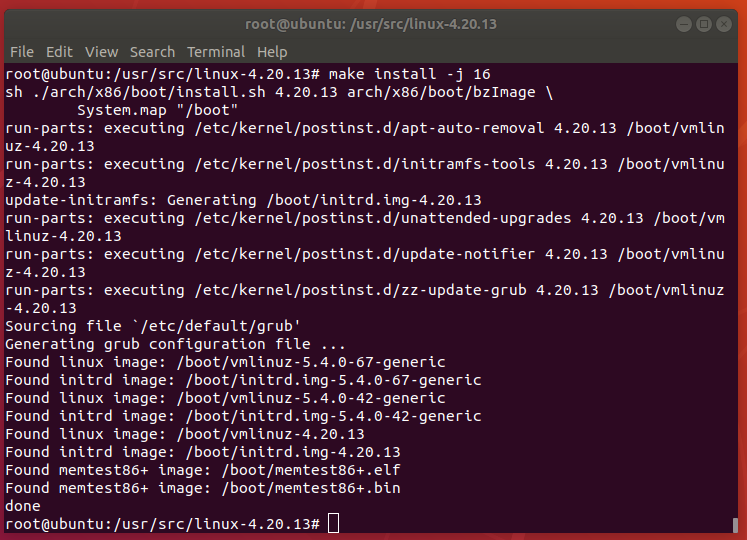 root@ubuntu: /usr/src/linux-4.20.13
File Edit View Search Terminal Help
root@ubuntu:/usr/src/linux-4.20.13# make install -j 16
sh ./arch/x86/boot/install.sh 4.20.13 arch/x86/boot/bzImage \
        System.map "/boot"
run-parts: executing /etc/kernel/postinst.d/apt-auto-removal 4.20.13 /boot/vmlin
uz-4.20.13
run-parts: executing /etc/kernel/postinst.d/initramfs-tools 4.20.13 /boot/vmlinu
z-4.20.13
update-initramfs: Generating /boot/initrd.img-4.20.13
run-parts: executing /etc/kernel/postinst.d/unattended-upgrades 4.20.13 /boot/vm
linuz-4.20.13
run-parts: executing /etc/kernel/postinst.d/update-notifier 4.20.13 /boot/vmlinu
z-4.20.13
run-parts: executing /etc/kernel/postinst.d/zz-update-grub 4.20.13 /boot/vmlinuz
-4.20.13
Sourcing file `/etc/default/grub'
Generating grub configuration file ...
Found linux image: /boot/vmlinuz-5.4.0-67-generic
Found initrd image: /boot/initrd.img-5.4.0-67-generic
Found linux image: /boot/vmlinuz-5.4.0-42-generic
Found initrd image: /boot/initrd.img-5.4.0-42-generic
Found linux image: /boot/vmlinuz-4.20.13
Found initrd image: /boot/initrd.img-4.20.13
Found memtest86+ image: /boot/memtest86+.elf
Found memtest86+ image: /boot/memtest86+.bin
done
root@ubuntu:/usr/src/linux-4.20.13#